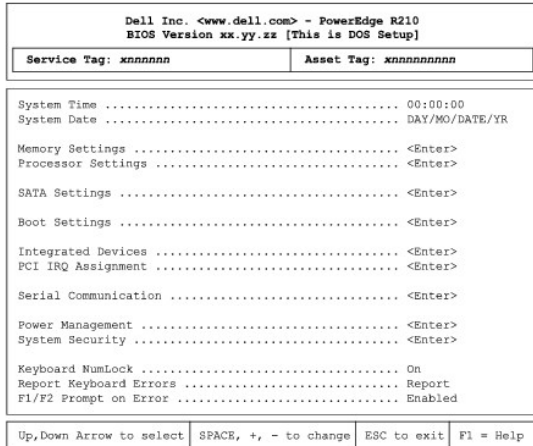 Dell Inc. <www.dell.com> - PowerEdge R210
BIOS Version xx.yy.zz [This is DOS Setup]
Service Tag: xnnnnnn Asset Tag: xnnnnnnnnn
System Time ......................................... 00:00:00
System Date ......................................... DAY/MO/DATE/YR
Memory Settings ..................................... <Enter>
Processor Settings .................................. <Enter>
SATA Settings ....................................... <Enter>
Boot Settings ....................................... <Enter>
Integrated Devices .................................. <Enter>
PCI IRQ Assignment .................................. <Enter>
Serial Communication ................................ <Enter>
Power Management .................................... <Enter>
System Security ..................................... <Enter>
Keyboard NumLock .................................... On
Report Keyboard Errors .............................. Report
F1/F2 Prompt on Error ............................... Enabled
Up,Down Arrow to select SPACE, +, - to change ESC to exit F1 = Help